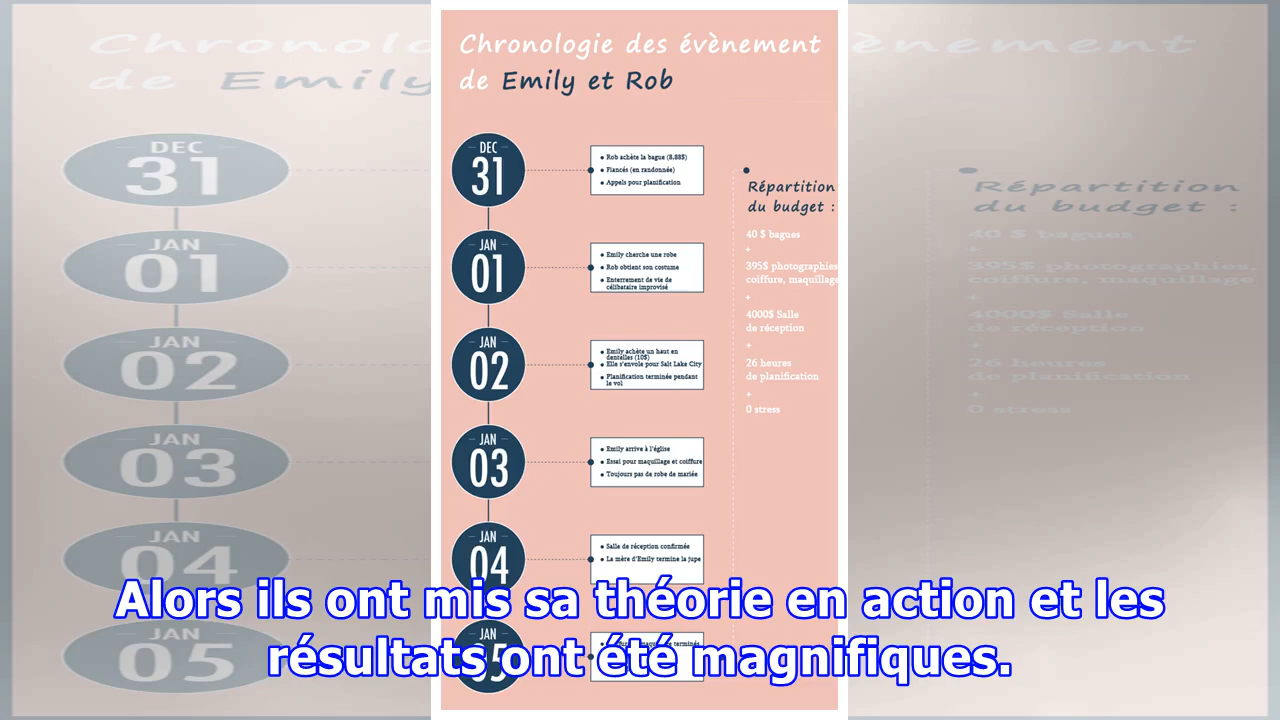 Chronologie des évènement
de Emily et Rob
DEC
31
• Rob achète la bague (8.88$)
• Fiancés (en randonnée)
• Appels pour planification
Répartition
du budget :
40 $ bagues
+
395$ photographies
coiffure, maquillage
+
4000$ Salle
de réception
+
26 heures
de planification
+
0 stress
JAN
01
• Emily cherche une robe
• Rob obtient son costume
• Enterrement de vie de
célibataire improvisé
JAN
02
• Emily achète un haut en
dentelles (10$)
• Elle s'envole pour Salt Lake City
• Planification terminée pendant
le vol
JAN
03
• Emily arrive à l'église
• Essai pour maquillage et coiffure
• Toujours pas de robe de mariée
JAN
04
• Salle de réception confirmée
• La mère d'Emily termine la jupe
JAN
05
Alors ils ont mis sa théorie en action et les
résultats ont été magnifiques.